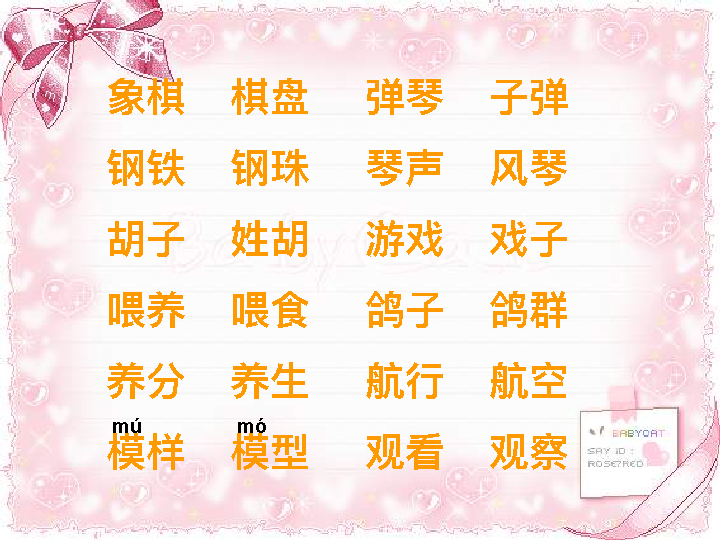 象棋 棋盘 弹琴 子弹
钢铁 钢珠 琴声 风琴
胡子 姓胡 游戏 戏子
喂养 喂食 鸽子 鸽群
养分 养生 航行 航空
mú mó
模样 模型 观看 观察
BABYCAT
SAY ID :
ROSE?RED